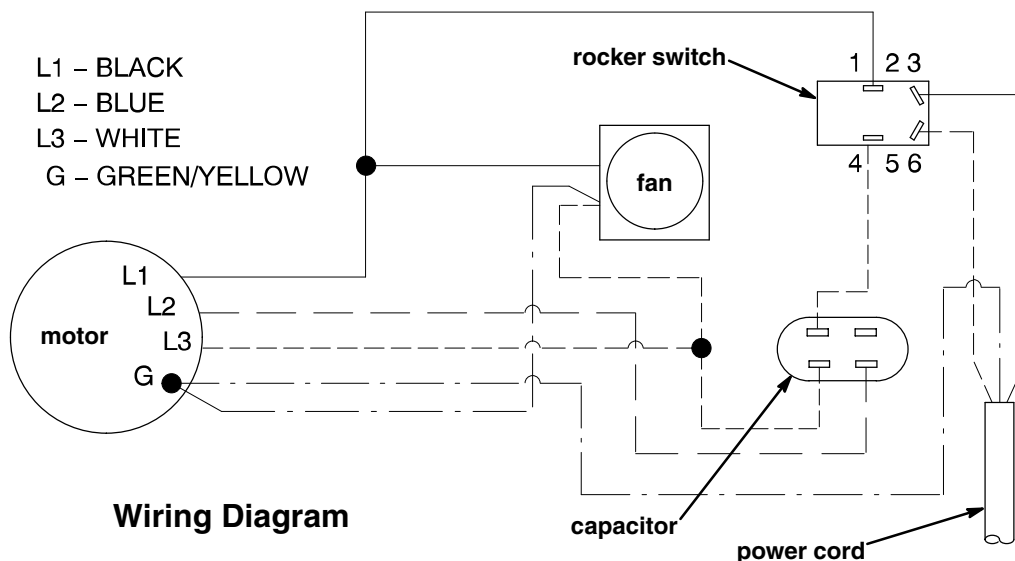 L1 – BLACK
L2 – BLUE
L3 – WHITE
G – GREEN/YELLOW
rocker switch
1 2 3
4 5 6
fan
L1
L2
motor
L3
G
Wiring Diagram
capacitor
power cord